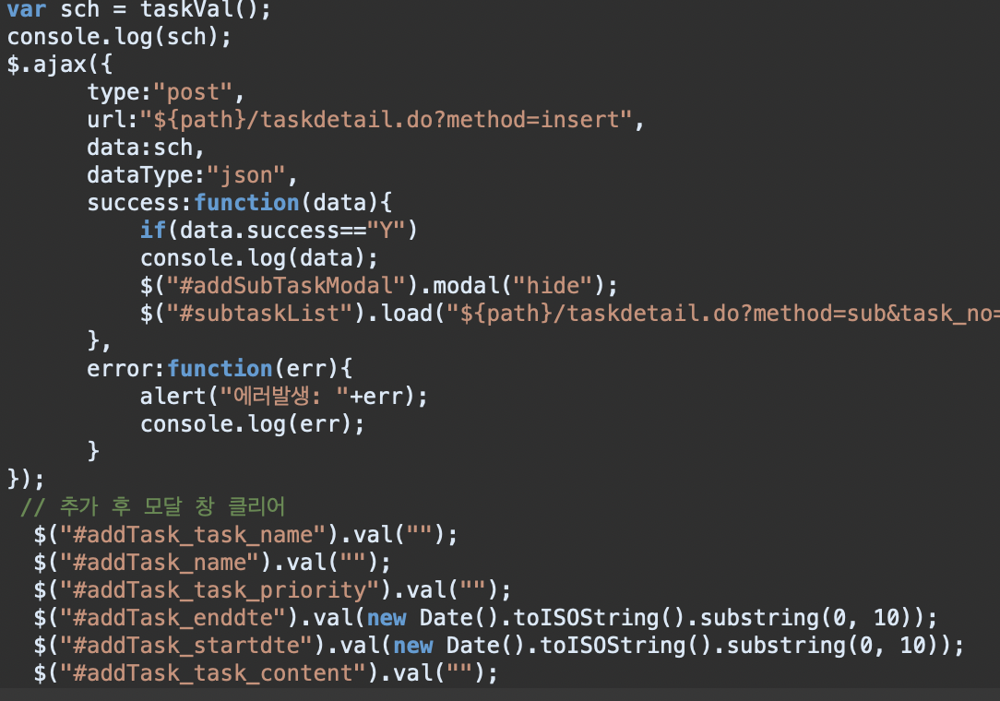 var sch = taskVal();
console.log(sch);
$.ajax({
type:"post",
url:"${path}/taskdetail.do?method=insert",
data:sch,
dataType:"json",
success:function(data){
if(data.success=="Y")
console.log(data);
$("#addSubTaskModal").modal("hide");
$("#subtaskList").load("${path}/taskdetail.do?method=sub&task_no=
},
error:function(err){
alert("에러발생: "+err);
console.log(err);
}
});
// 추가 후 모달 창 클리어
$("#addTask_task_name").val("");
$("#addTask_name").val("");
$("#addTask_task_priority").val("");
$("#addTask_enddte").val(new Date().toISOString().substring(0, 10));
$("#addTask_startdte").val(new Date().toISOString().substring(0, 10));
$("#addTask_task_content").val("");